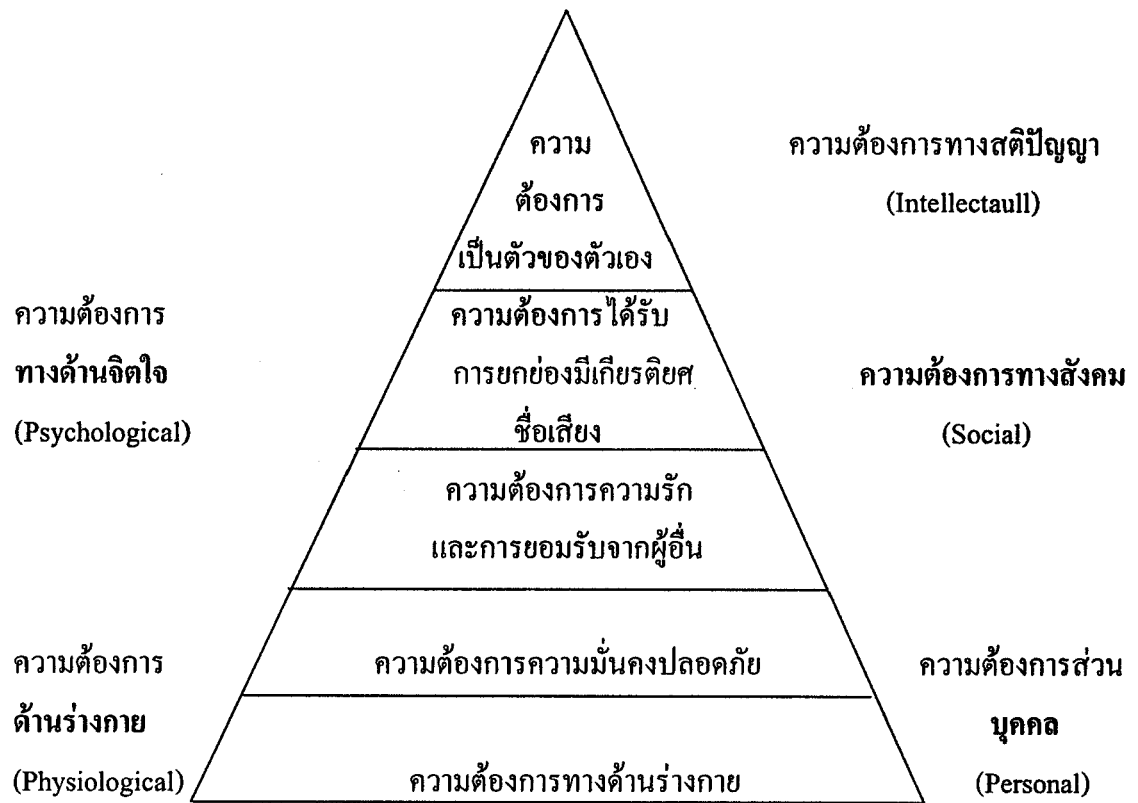 ความ
ต้องการ
เป็นตัวของตัวเอง
ความต้องการทางสติปัญญา
(Intellectaull)
ความต้องการ
ทางด้านจิตใจ
(Psychological)
ความต้องการได้รับ
การยกย่องมีเกียรติยศ
ชื่อเสียง
ความต้องการทางสังคม
(Social)
ความต้องการความรัก
และการยอมรับจากผู้อื่น
ความต้องการ
ด้านร่างกาย
(Physiological)
ความต้องการความมั่นคงปลอดภัย
ความต้องการทางด้านร่างกาย
ความต้องการส่วน
บุคคล
(Personal)